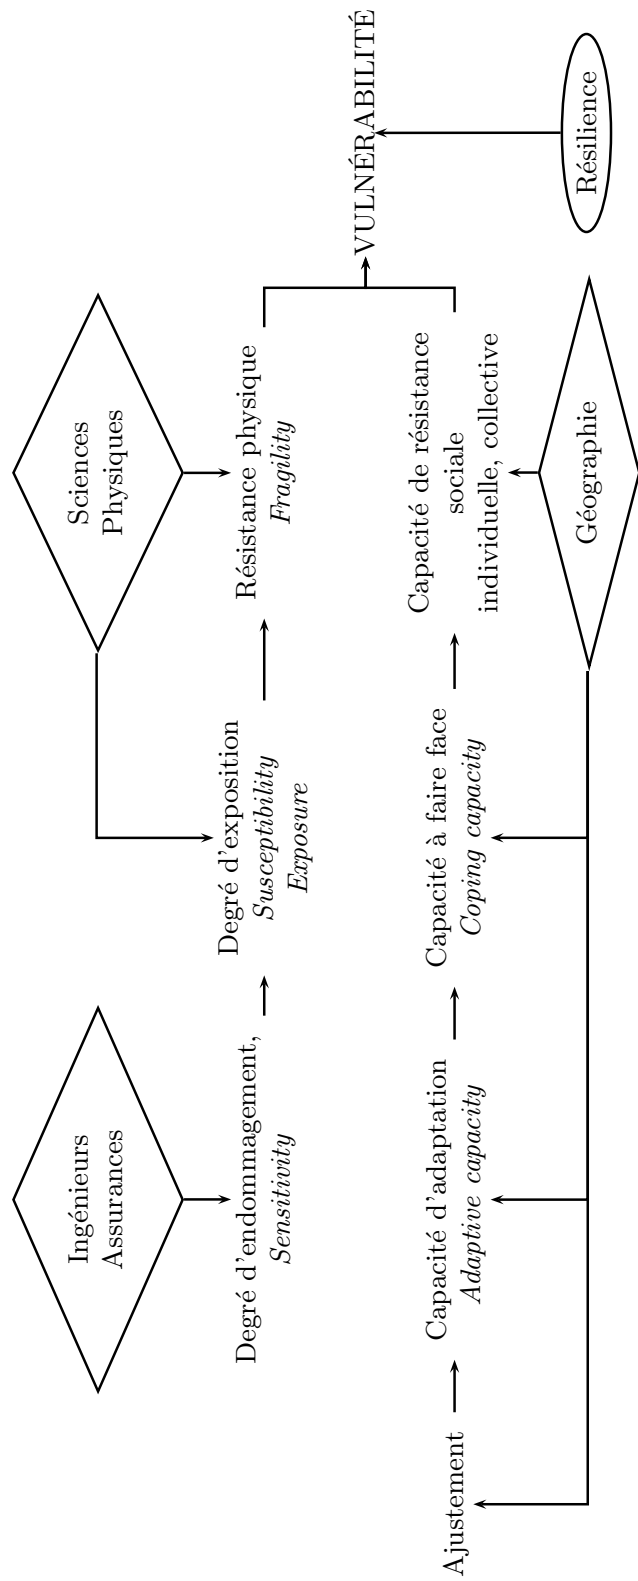 Ingénieurs
Assurances
Sciences
Physiques
Degré d'endommagement,
Sensitivity
Degré d'exposition
Susceptibility
Exposure
Résistance physique
Fragility
VULNÉRABILITÉ
Ajustement
Capacité d'adaptation
Adaptive capacity
Capacité à faire face
Coping capacity
Capacité de résistance
sociale
individuelle, collective
Géographie
Résilience